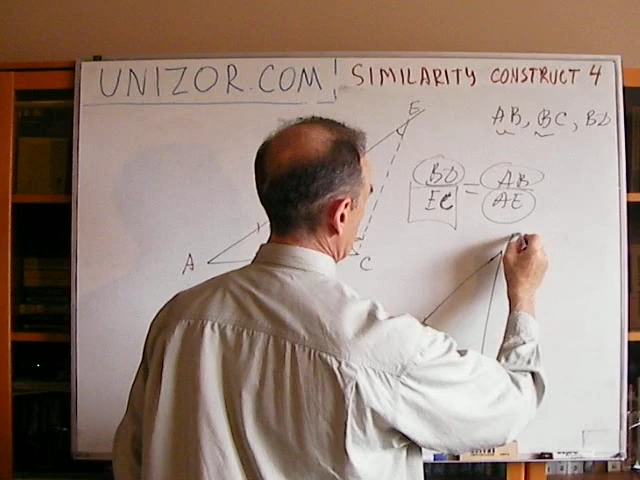 UNIZOR.COM SIMILARITY CONSTRUCT 4
AB, BC, BD
E
BD = AB
EC AE
A C